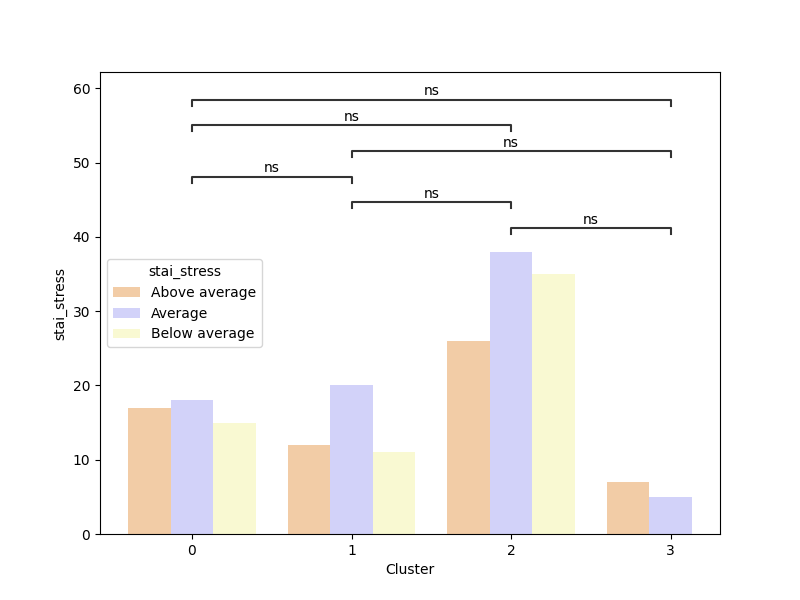 60
50
40
30
20
10
0
stai_stress
ns
ns
ns
ns
ns
ns
stai_stress
Above average
Average
Below average
0 1 2 3
Cluster